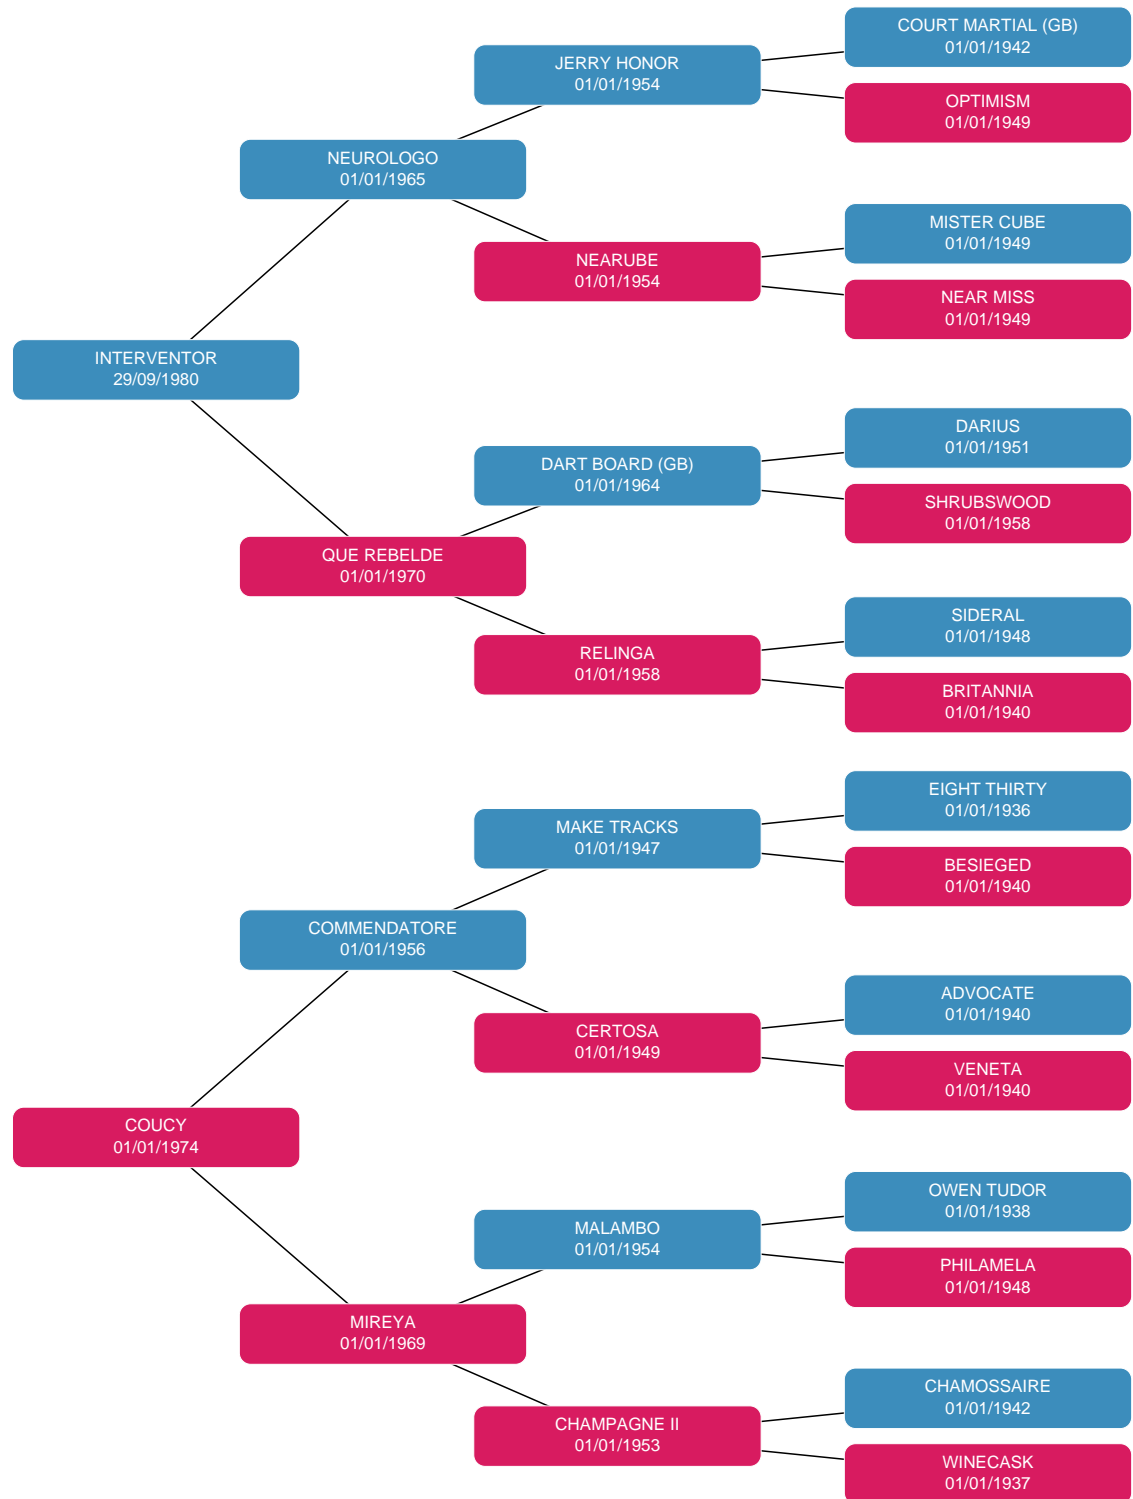 COURT MARTIAL (GB)
01/01/1942
JERRY HONOR
01/01/1954
OPTIMISM
01/01/1949
NEUROLOGO
01/01/1965
MISTER CUBE
01/01/1949
NEARUBE
01/01/1954
NEAR MISS
01/01/1949
INTERVENTOR
29/09/1980
DARIUS
01/01/1951
DART BOARD (GB)
01/01/1964
SHRUBSWOOD
01/01/1958
QUE REBELDE
01/01/1970
SIDERAL
01/01/1948
RELINGA
01/01/1958
BRITANNIA
01/01/1940
EIGHT THIRTY
01/01/1936
MAKE TRACKS
01/01/1947
BESIEGED
01/01/1940
COMMENDATORE
01/01/1956
ADVOCATE
01/01/1940
CERTOSA
01/01/1949
VENETA
01/01/1940
COUCY
01/01/1974
OWEN TUDOR
01/01/1938
MALAMBO
01/01/1954
PHILAMELA
01/01/1948
MIREYA
01/01/1969
CHAMOSSAIRE
01/01/1942
CHAMPAGNE II
01/01/1953
WINECASK
01/01/1937